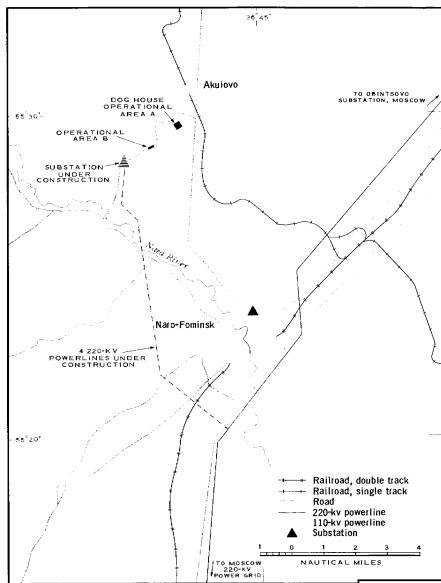 36°45'
Akulovo
TO OBINTSOVO
SUBSTATION, MOSCOW
55°30'
DOG HOUSE
OPERATIONAL
AREA A
OPERATIONAL
AREA B
SUBSTATION
UNDER
CONSTRUCTION
Nara River
Naro-Fominsk
4 220-KV
POWERLINES UNDER
CONSTRUCTION
55°20'
Railroad, double track
Railroad, single track
Road
220-kv powerline
110-kv powerline
Substation
1 0 1 2 3 4
NAUTICAL MILES
TO MOSCOW
220-KV
POWER GRID